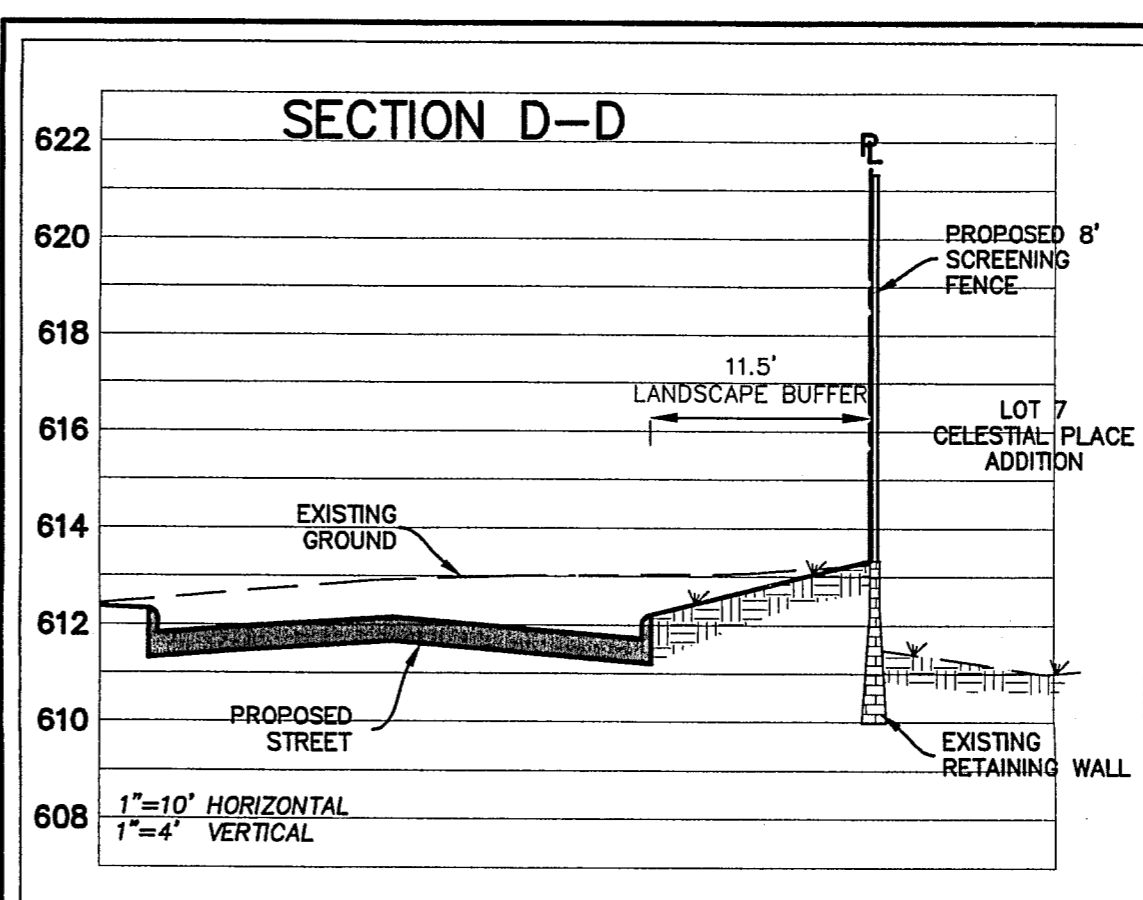 SECTION D-D
622
PL
620
PROPOSED 8'
SCREENING
FENCE
618
11.5'
LANDSCAPE BUFFER
616
LOT 7
CELESTIAL PLACE
ADDITION
614
EXISTING
GROUND
612
610
PROPOSED
STREET
EXISTING
RETAINING WALL
608
1"=10' HORIZONTAL
1"=4' VERTICAL